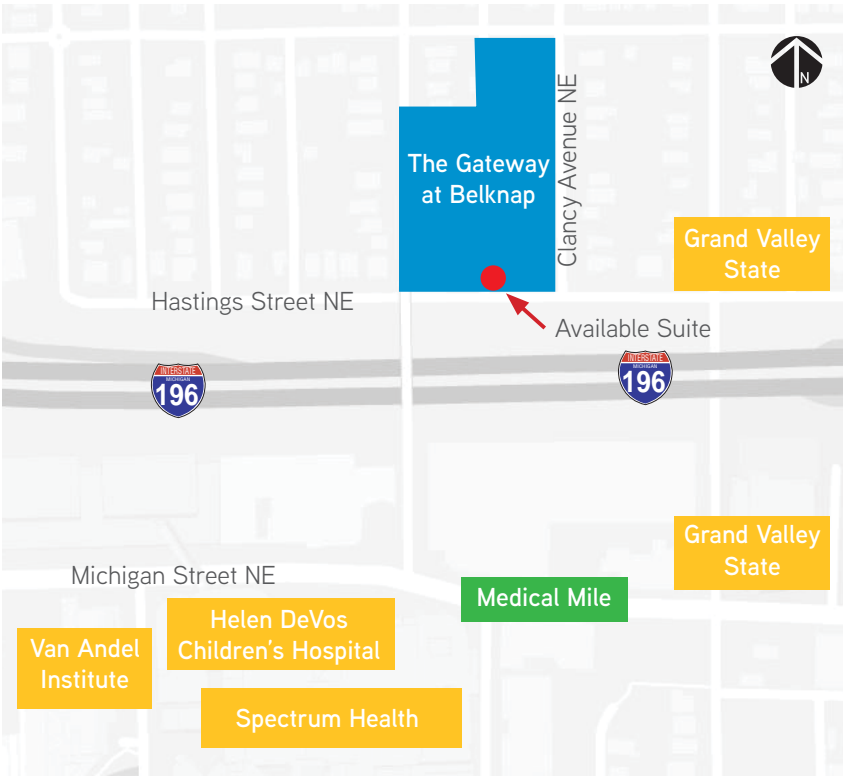 N
The Gateway
at Belknap
Clancy Avenue NE
Grand Valley
State
Hastings Street NE
Available Suite
INTERSTATE
MICHIGAN
196
INTERSTATE
MICHIGAN
196
Grand Valley
State
Michigan Street NE
Medical Mile
Helen DeVos
Children's Hospital
Van Andel
Institute
Spectrum Health